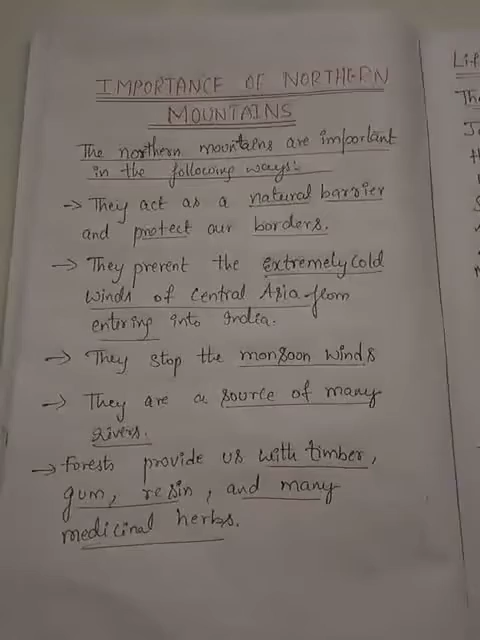 IMPORTANCE OF NORTHERN
MOUNTAINS
The northern mountains are important
in the following ways:-
→ They act as a natural barrier
and protect our borders.
→ They prevent the extremely cold
winds of Central Asia from
entering into India.
→ They stop the monsoon winds
→ They are a source of many
rivers.
→ Forests provide us with timber,
gum, resin, and many
medicinal herbs.